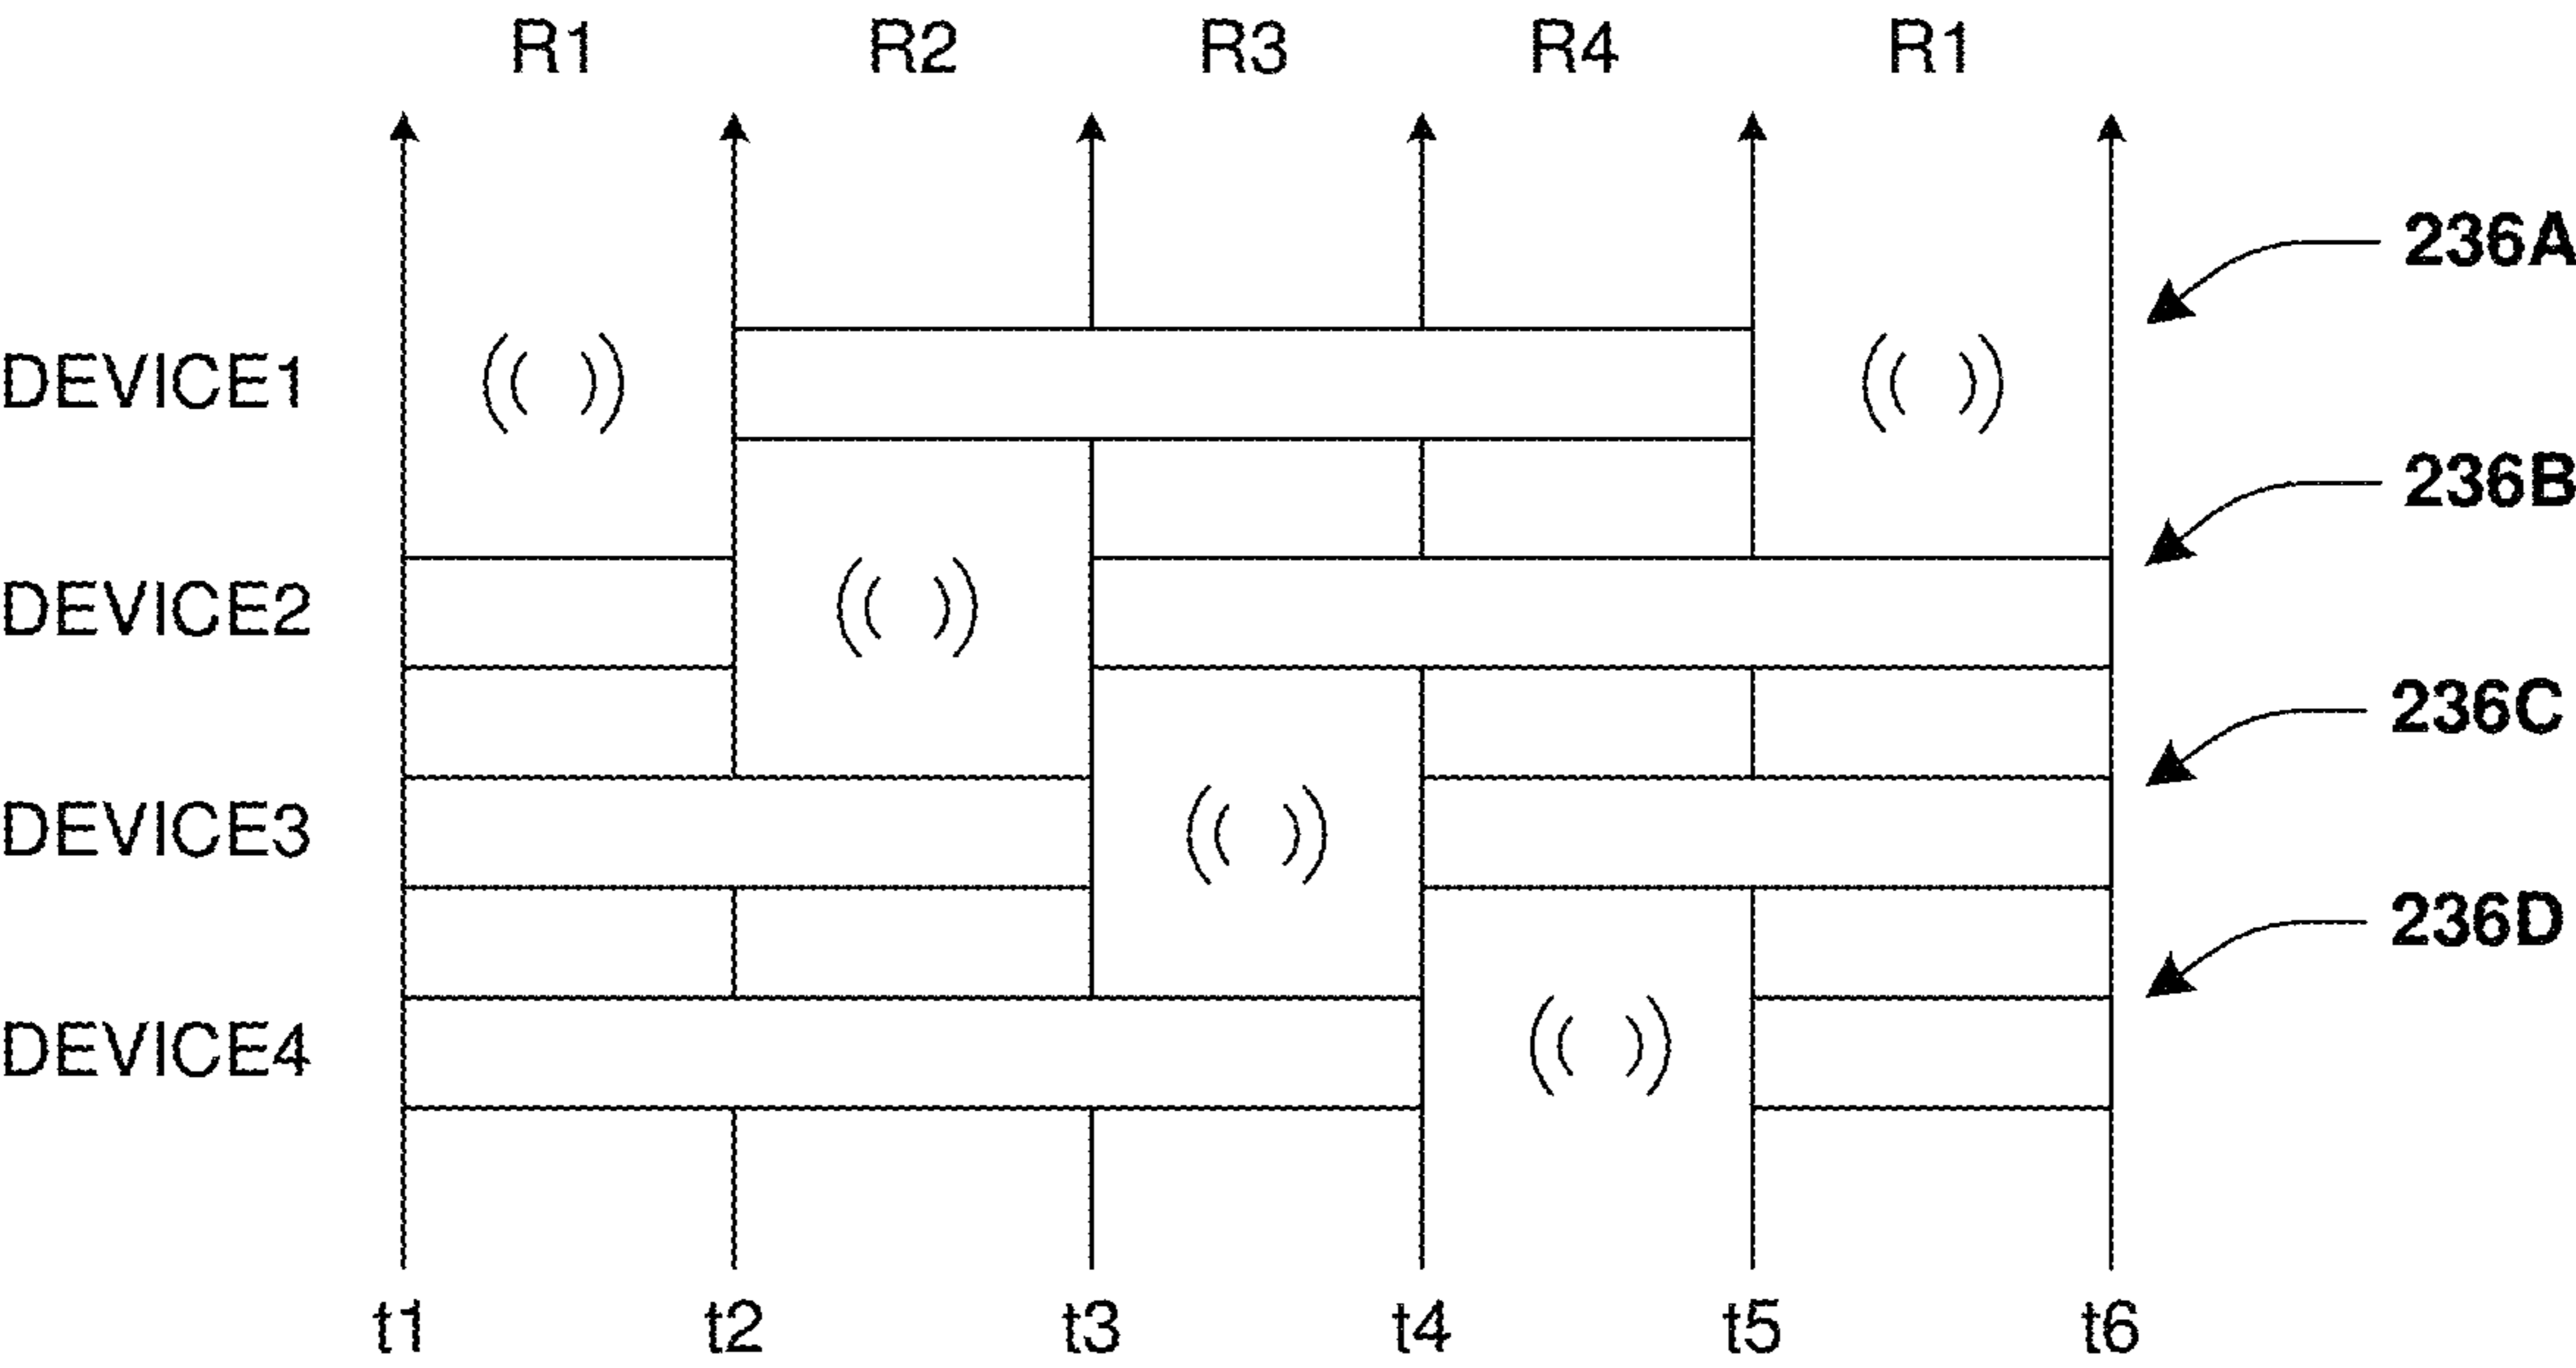 R1 R2 R3 R4 R1
236A
DEVICE1
236B
DEVICE2
236C
DEVICE3
236D
DEVICE4
t1 t2 t3 t4 t5 t6